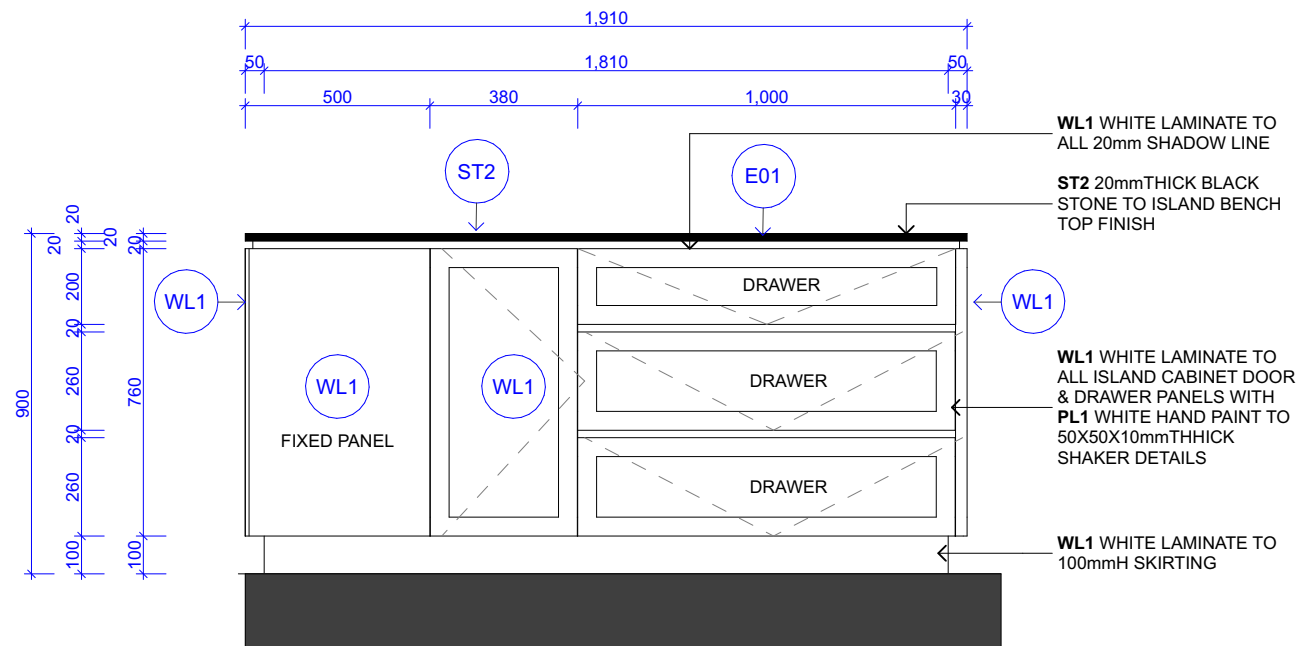 1,910
50
1,810
50
500
380
1,000
30
WL1 WHITE LAMINATE TO
ALL 20mm SHADOW LINE
ST2
E01
ST2 20mmTHICK BLACK
STONE TO ISLAND BENCH
TOP FINISH
20
20
20
20
900
200
20
260
20
260
100
760
100
WL1
WL1
DRAWER
WL1
WL1
FIXED PANEL
DRAWER
DRAWER
WL1 WHITE LAMINATE TO
ALL ISLAND CABINET DOOR
& DRAWER PANELS WITH
PL1 WHITE HAND PAINT TO
50X50X10mmTHHICK
SHAKER DETAILS
WL1 WHITE LAMINATE TO
100mmH SKIRTING